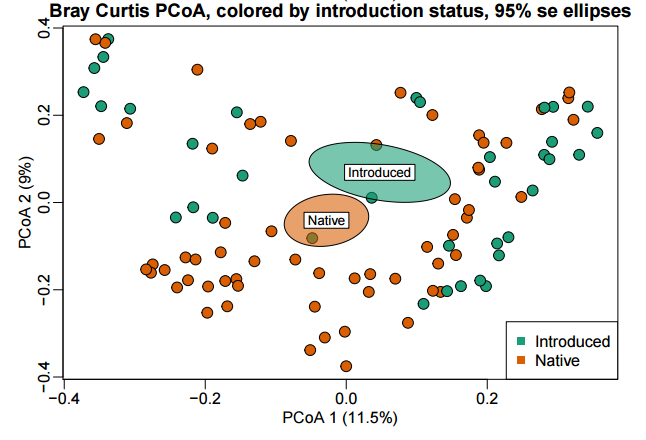 Bray Curtis PCoA, colored by introduction status, 95% se ellipses
0.4
0.2
0.0
−0.2
−0.4
PCoA 2 (9%)
Introduced
Native
Introduced
Native
−0.4
−0.2
0.0
0.2
PCoA 1 (11.5%)